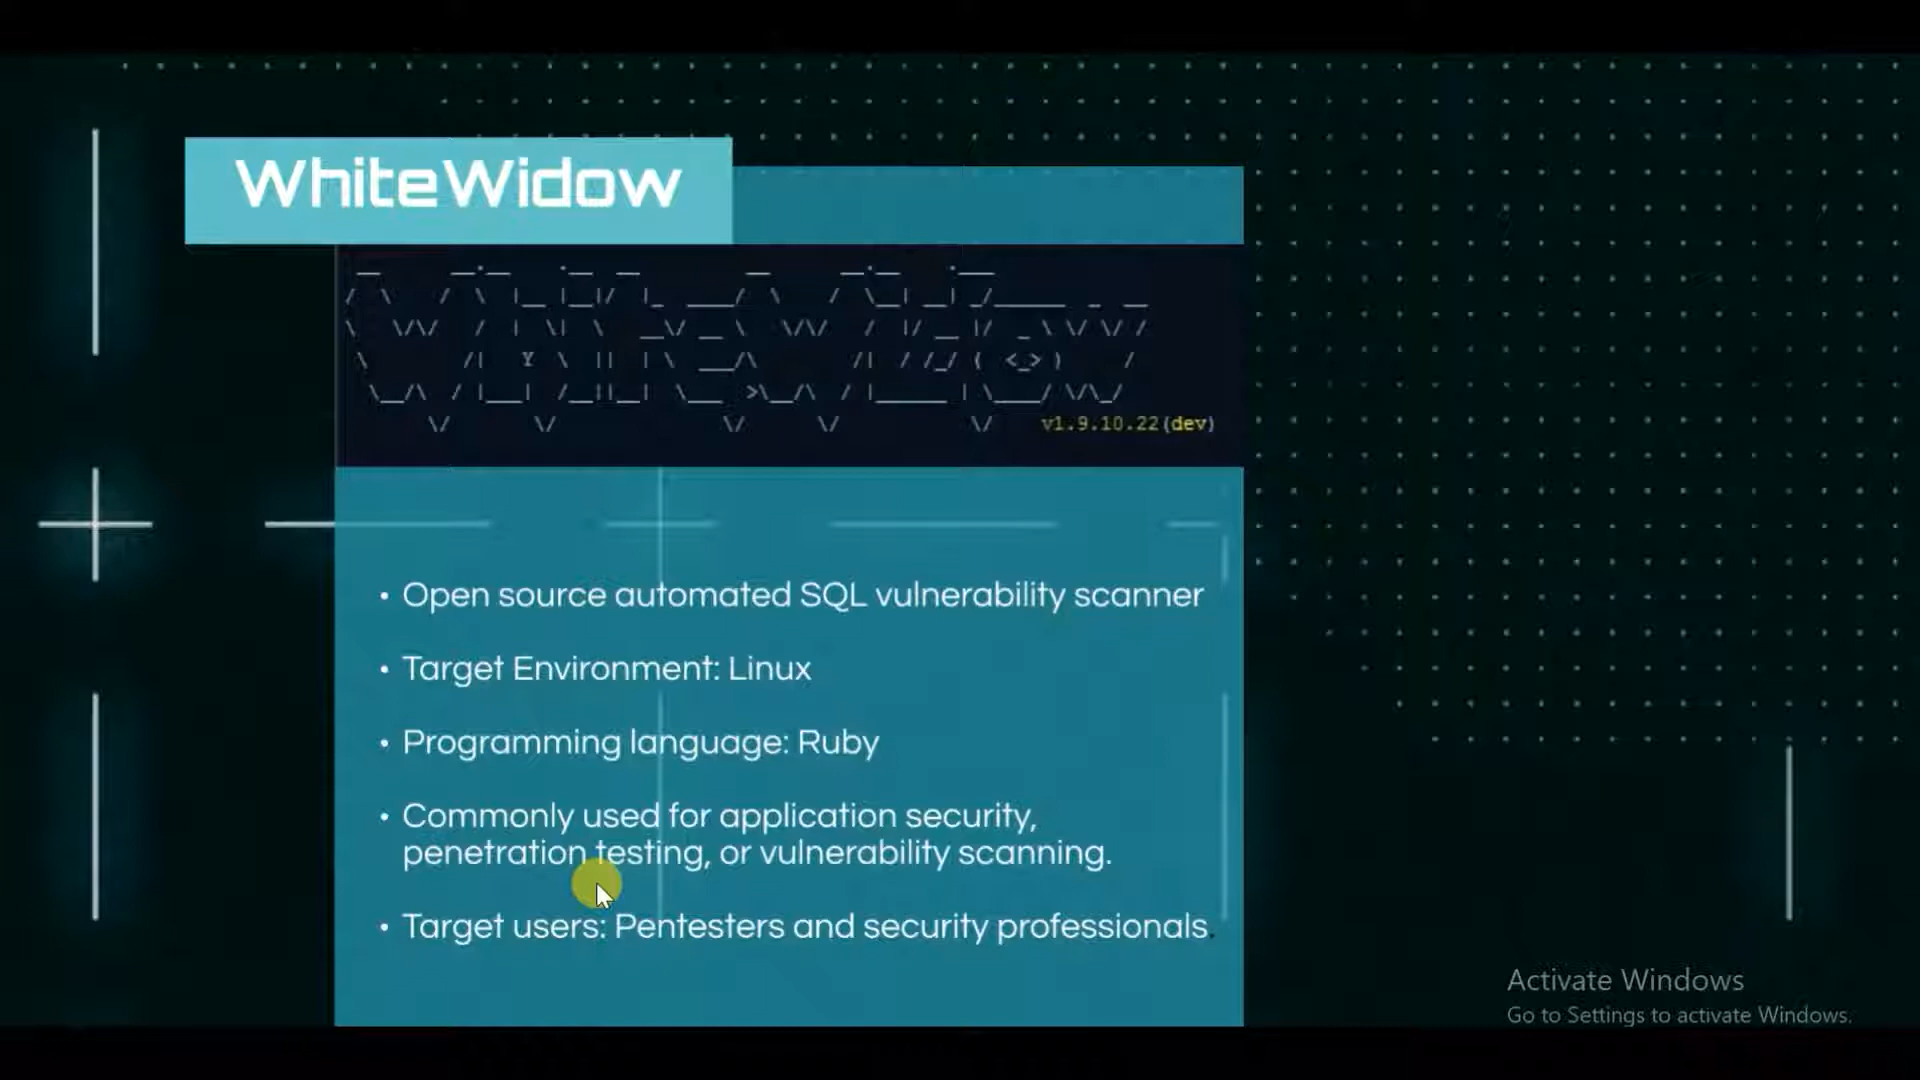 WhiteWidow
v1.9.10.22(dev)
• Open source automated SQL vulnerability scanner
• Target Environment: Linux
• Programming language: Ruby
• Commonly used for application security,
penetration testing, or vulnerability scanning.
• Target users: Pentesters and security professionals.
Activate Windows
Go to Settings to activate Windows.